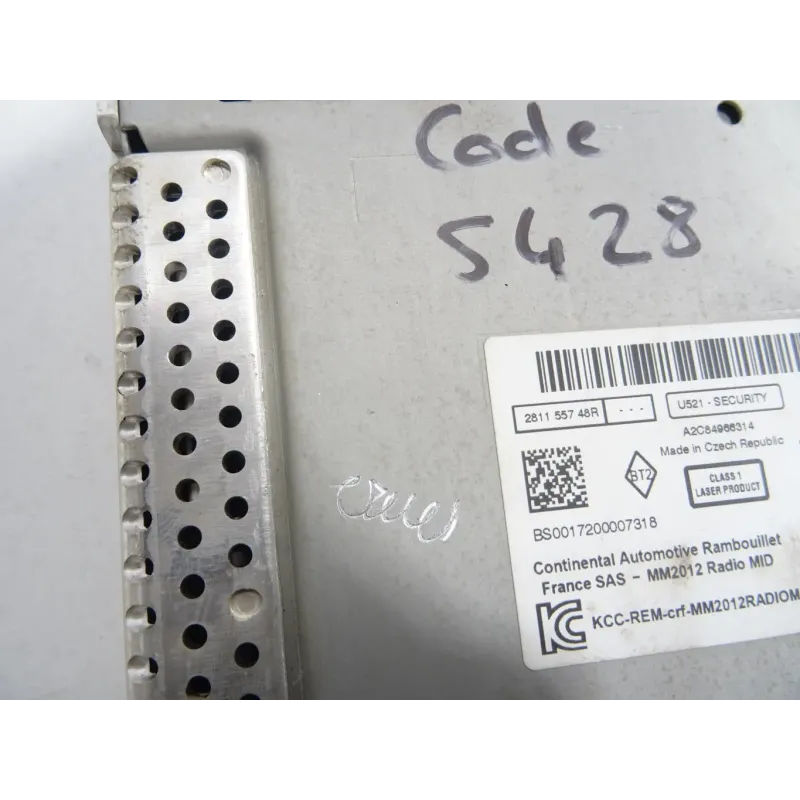 Code
5428
2811 557 48R - - - U521 - SECURITY
A2C84966314
Made in Czech Republic
BT2
CLASS 1
LASER PRODUCT
BS0017200007318
Continental Automotive Rambouillet
France SAS - MM2012 Radio MID
KC KCC-REM-crf-MM2012RADIOM